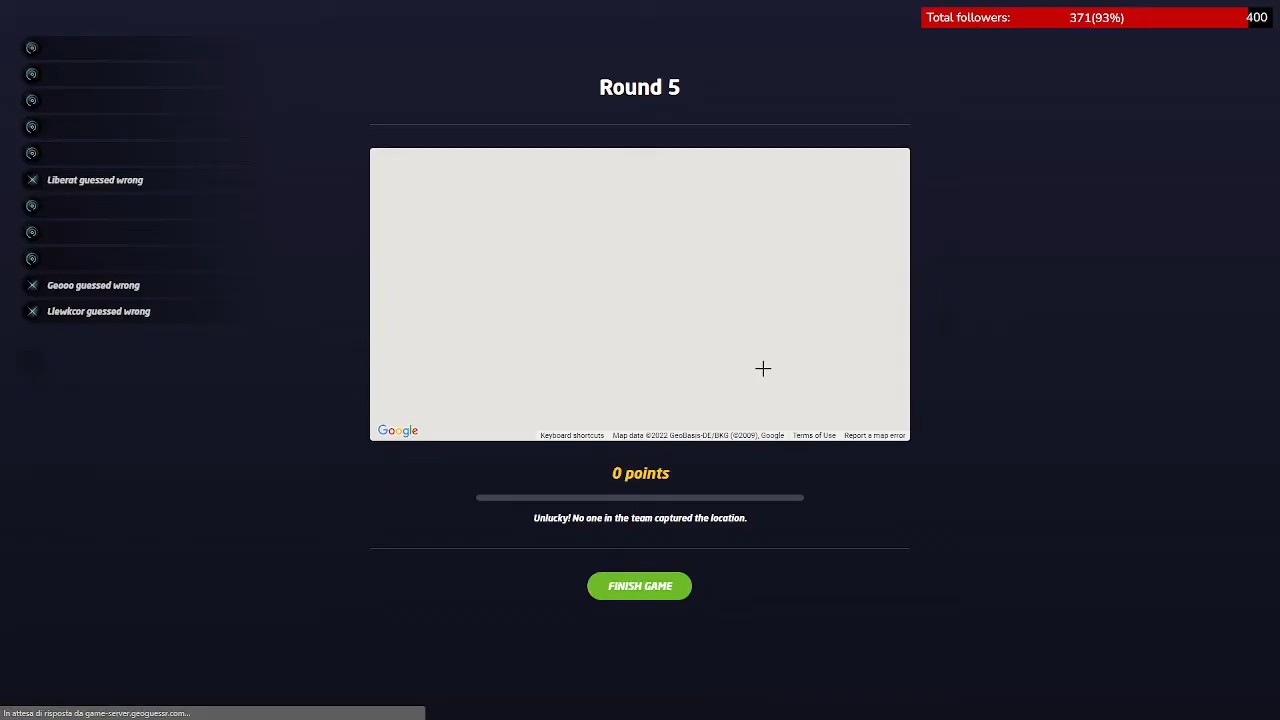 Total followers: 371(93%) 400
Round 5
Liberat guessed wrong
Geooo guessed wrong
Llewkcor guessed wrong
Google
Keyboard shortcuts Map data ©2022 GeoBasis-DE/BKG (©2009), Google Terms of Use Report a map error
0 points
Unlucky! No one in the team captured the location.
FINISH GAME
In attesa di risposta da game-server.geoguessr.com...